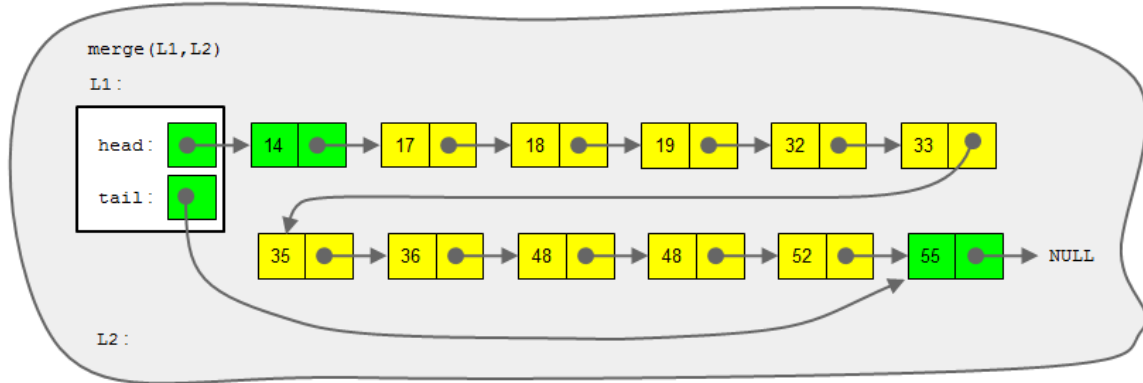 merge(L1,L2)
L1:
head: 14 17 18 19 32 33
tail:
35 36 48 48 52 55 NULL
L2: